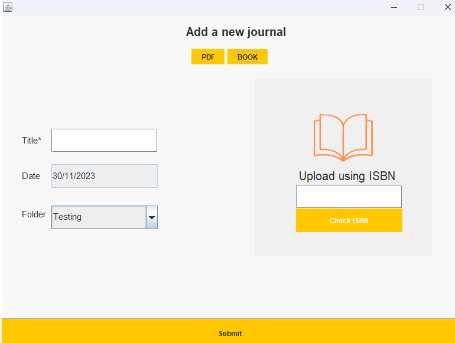 Add a new journal
PDF BOOK
Title*
Date 30/11/2023
Folder Testing
Upload using ISBN
Check ISBN
Submit